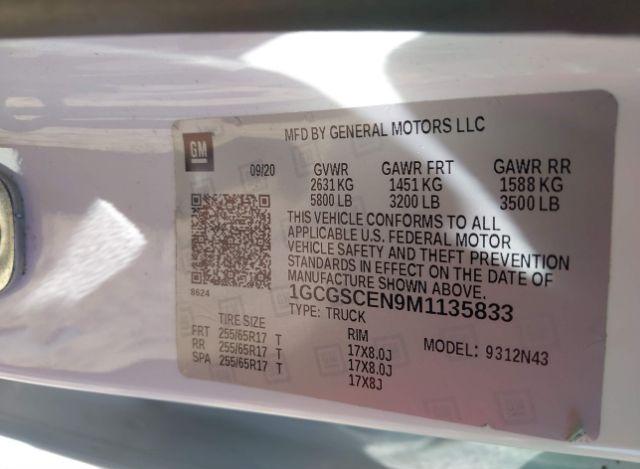 GM
MFD BY GENERAL MOTORS LLC
09/20 GVWR GAWR FRT GAWR RR
2631 KG 1451 KG 1588 KG
5800 LB 3200 LB 3500 LB
THIS VEHICLE CONFORMS TO ALL
APPLICABLE U.S. FEDERAL MOTOR
VEHICLE SAFETY AND THEFT PREVENTION
STANDARDS IN EFFECT ON THE DATE OF
MANUFACTURE SHOWN ABOVE.
8624
1GCGSCEN9M1135833
TYPE: TRUCK
TIRE SIZE RIM MODEL: 9312N43
FRT 255/65R17 T 17X8.0J
RR 255/65R17 T 17X8.0J
SPA 255/65R17 T 17X8J